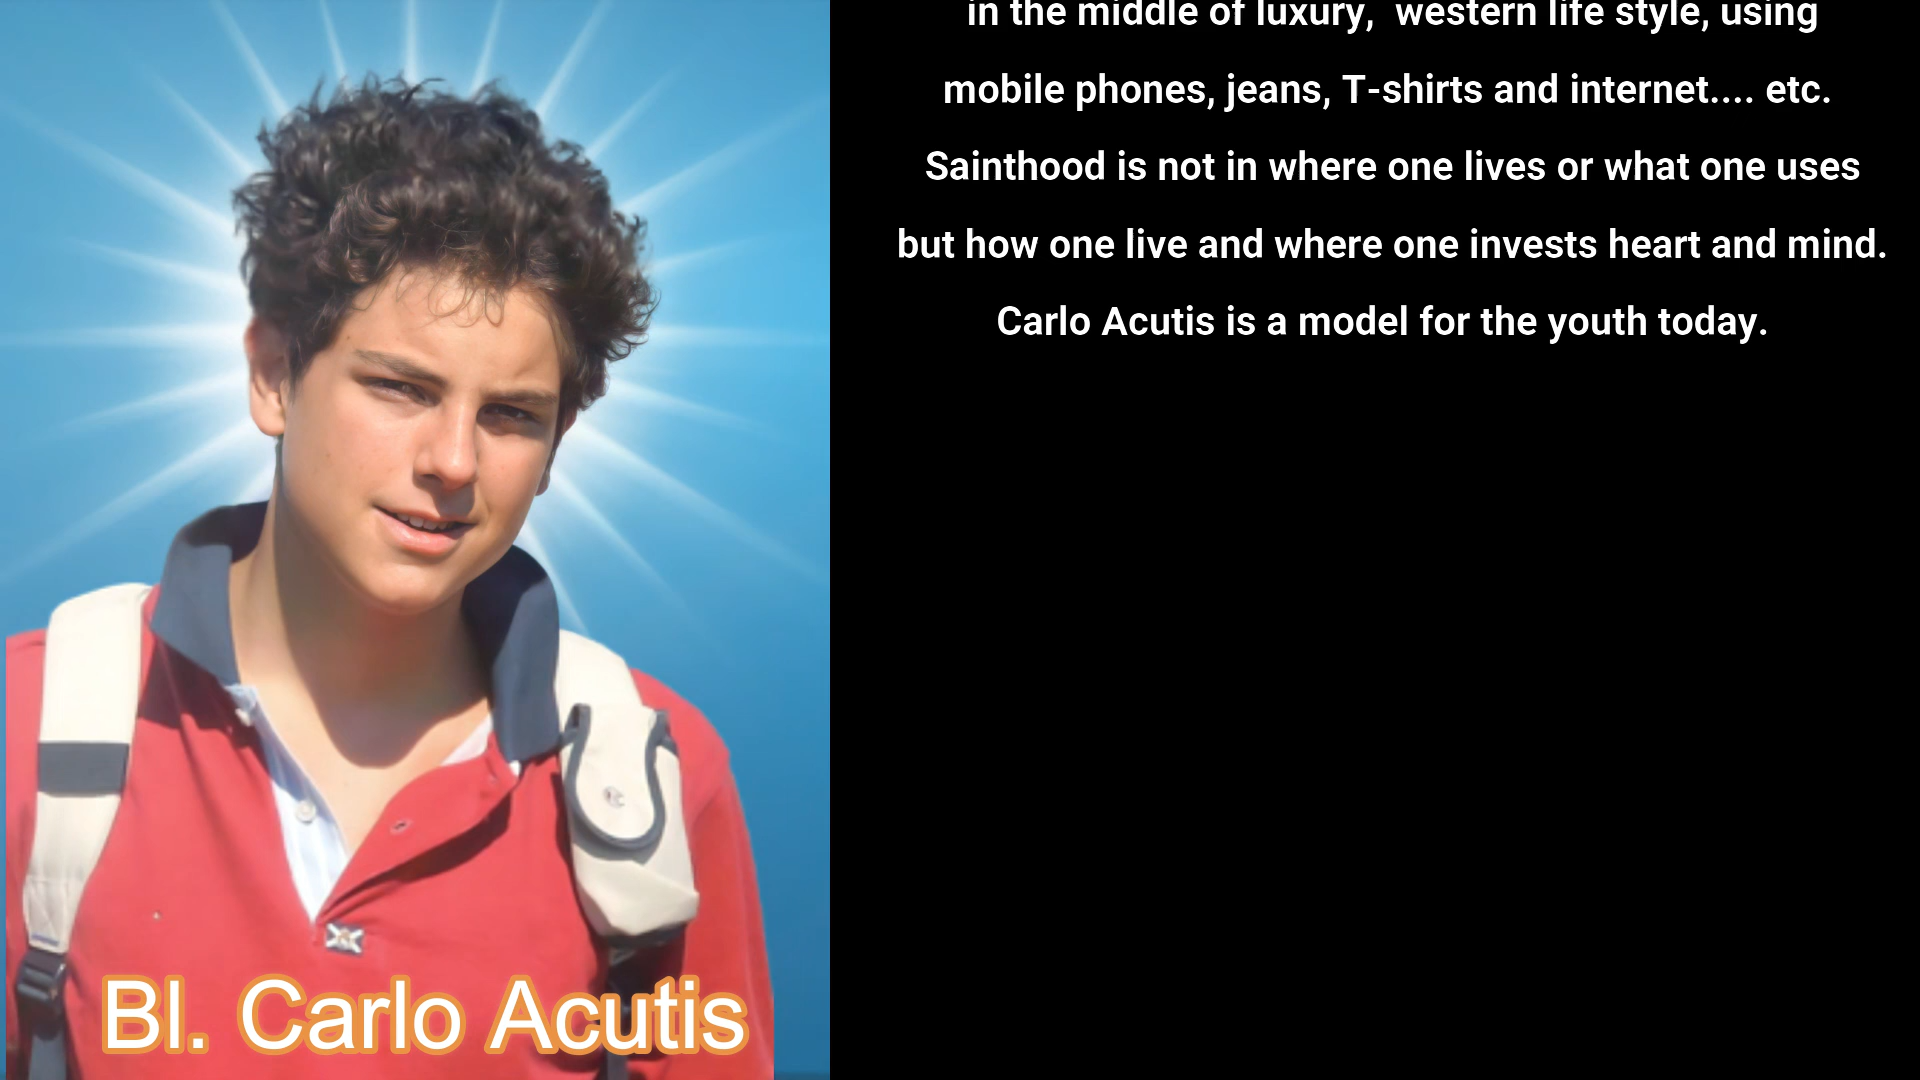 in the middle of luxury,  western life style, using
mobile phones, jeans, T-shirts and internet.... etc.
Sainthood is not in where one lives or what one uses
but how one live and where one invests heart and mind.
Carlo Acutis is a model for the youth today.
Bl. Carlo Acutis